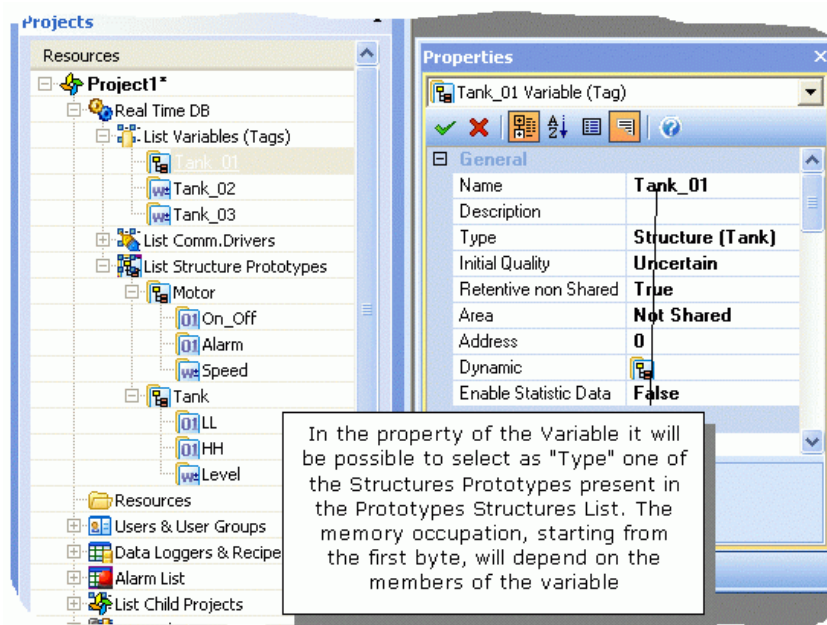 Projects
Resources
Project1*
Real Time DB
List Variables (Tags)
Tank_01
Tank_02
Tank_03
List Comm.Drivers
List Structure Prototypes
Motor
On_Off
Alarm
Speed
Tank
LL
HH
Level
Resources
Users & User Groups
Data Loggers & Recipe
Alarm List
List Child Projects
Properties
Tank_01 Variable (Tag)
General
Name Tank_01
Description
Type Structure (Tank)
Initial Quality Uncertain
Retentive non Shared True
Area Not Shared
Address 0
Dynamic
Enable Statistic Data False
In the property of the Variable it will
be possible to select as "Type" one of
the Structures Prototypes present in
the Prototypes Structures List. The
memory occupation, starting from
the first byte, will depend on the
members of the variable